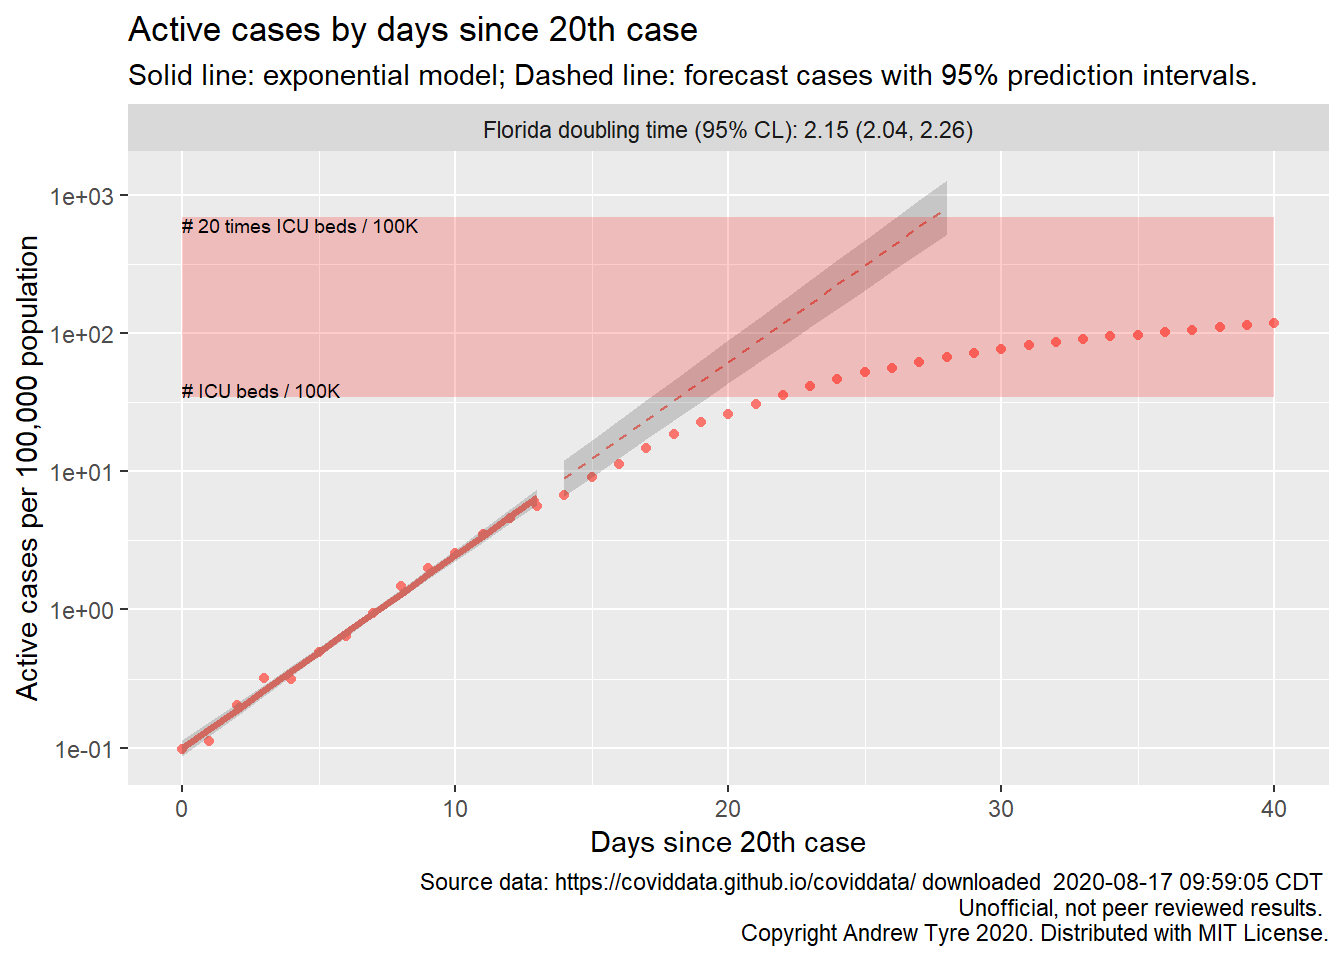 Active cases by days since 20th case
Solid line: exponential model; Dashed line: forecast cases with 95% prediction intervals.
Florida doubling time (95% CL): 2.15 (2.04, 2.26)
Active cases per 100,000 population
1e+03
1e+02
1e+01
1e+00
1e-01
# 20 times ICU beds / 100K
# ICU beds / 100K
0
10
20
30
40
Days since 20th case
Source data: https://coviddata.github.io/coviddata/ downloaded  2020-08-17 09:59:05 CDT
Unofficial, not peer reviewed results.
Copyright Andrew Tyre 2020. Distributed with MIT License.